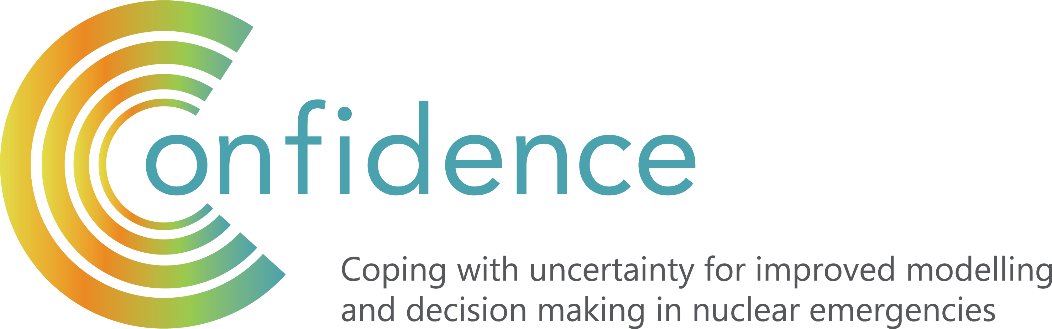 Confidence
Coping with uncertainty for improved modelling
and decision making in nuclear emergencies